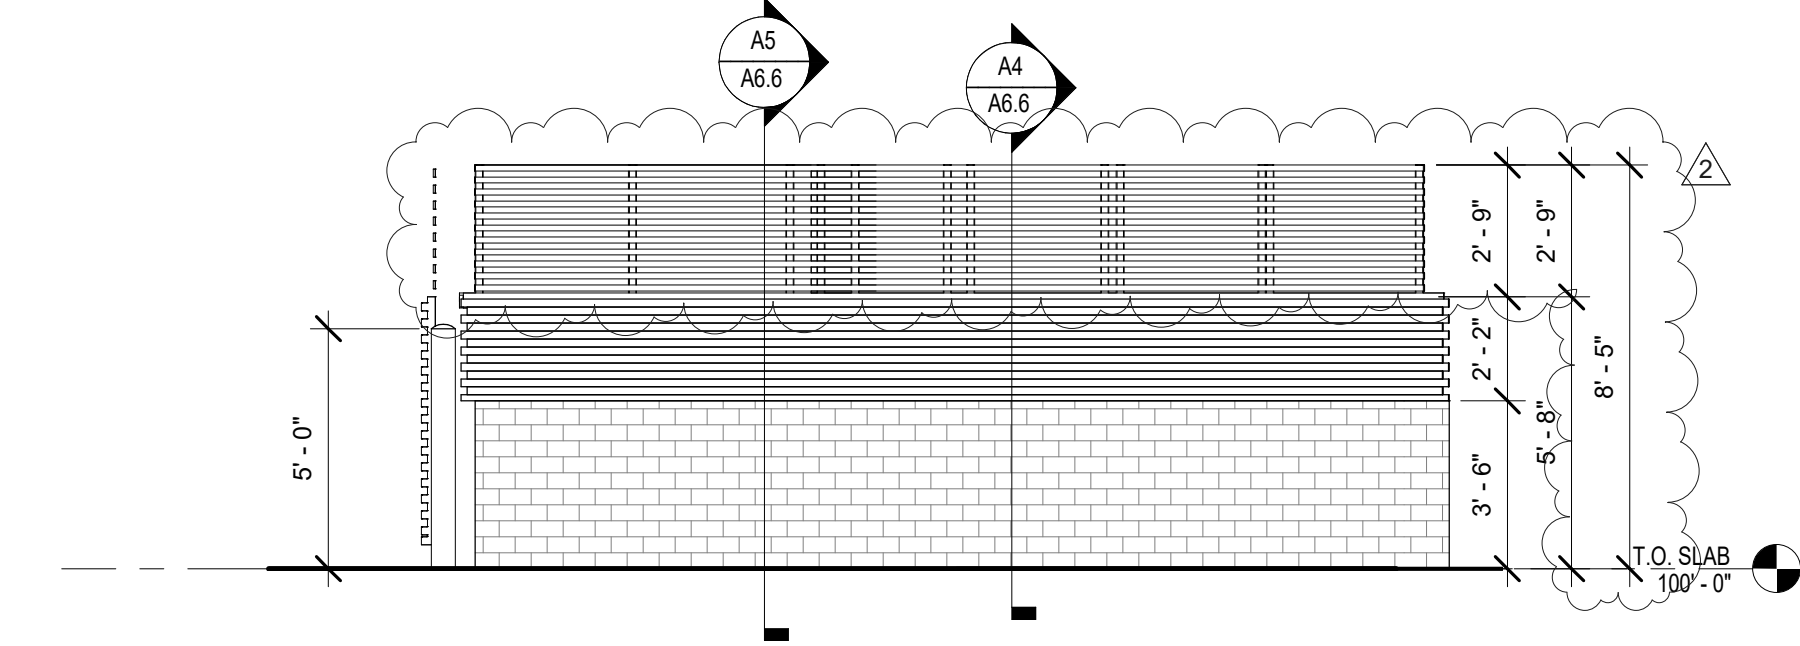 A5
A6.6
A4
A6.6
2
2' - 9"
2' - 9"
2' - 2"
8' - 5"
5' - 8"
5' - 0"
3' - 6"
T.O. SLAB
100' - 0"